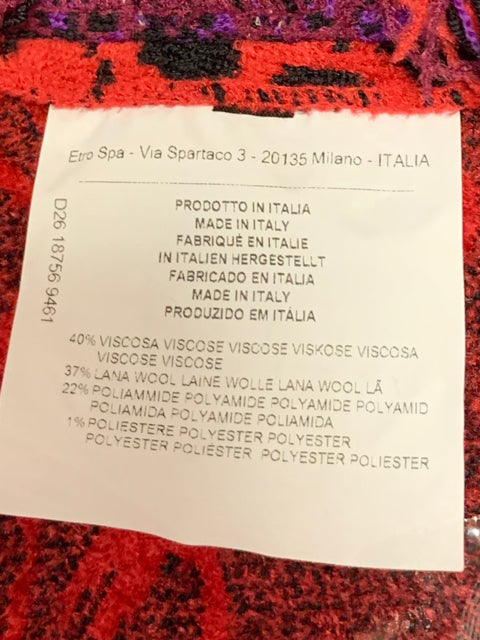 Etro Spa - Via Spartaco 3 - 20135 Milano - ITALIA
PRODOTTO IN ITALIA
MADE IN ITALY
FABRIQUÉ EN ITALIE
IN ITALIEN HERGESTELLT
FABRICADO EN ITALIA
MADE IN ITALY
PRODUZIDO EM ITÁLIA
D26 18756 9461
40% VISCOSA VISCOSE VISCOSE VISKOSE VISCOSA
VISCOSE VISCOSE
37% LANA WOOL LAINE WOLLE LANA WOOL LÃ
22% POLIAMMIDE POLYAMIDE POLYAMID
POLIAMIDA POLYAMIDE POLIAMIDA
1% POLIESTERE POLYESTER POLYESTER
POLYESTER POLIÉSTER POLYESTER POLIESTER